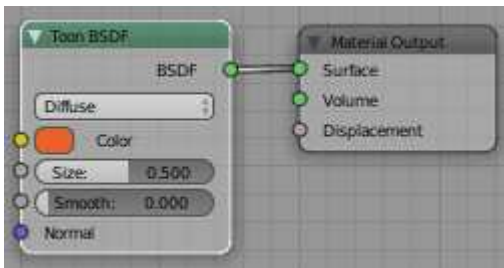 Toon BSDF
BSDF
Diffuse
Color
Size: 0.500
Smooth: 0.000
Normal
Material Output
Surface
Volume
Displacement